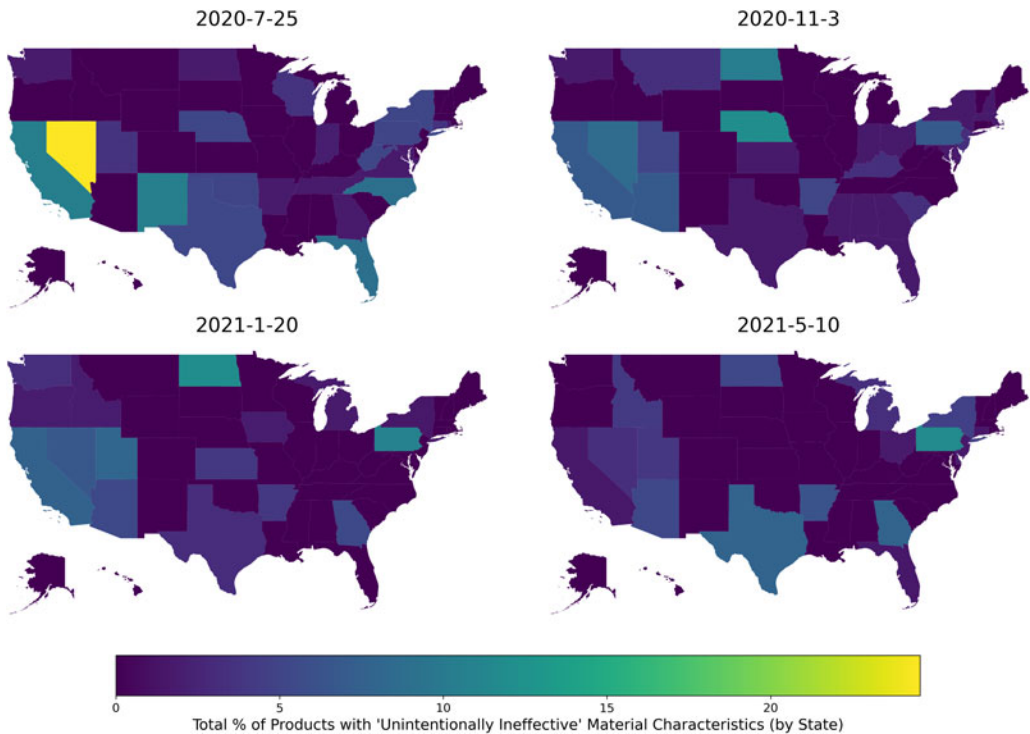 2020-7-25
2020-11-3
2021-1-20
2021-5-10
0 5 10 15 20
Total % of Products with 'Unintentionally Ineffective' Material Characteristics (by State)